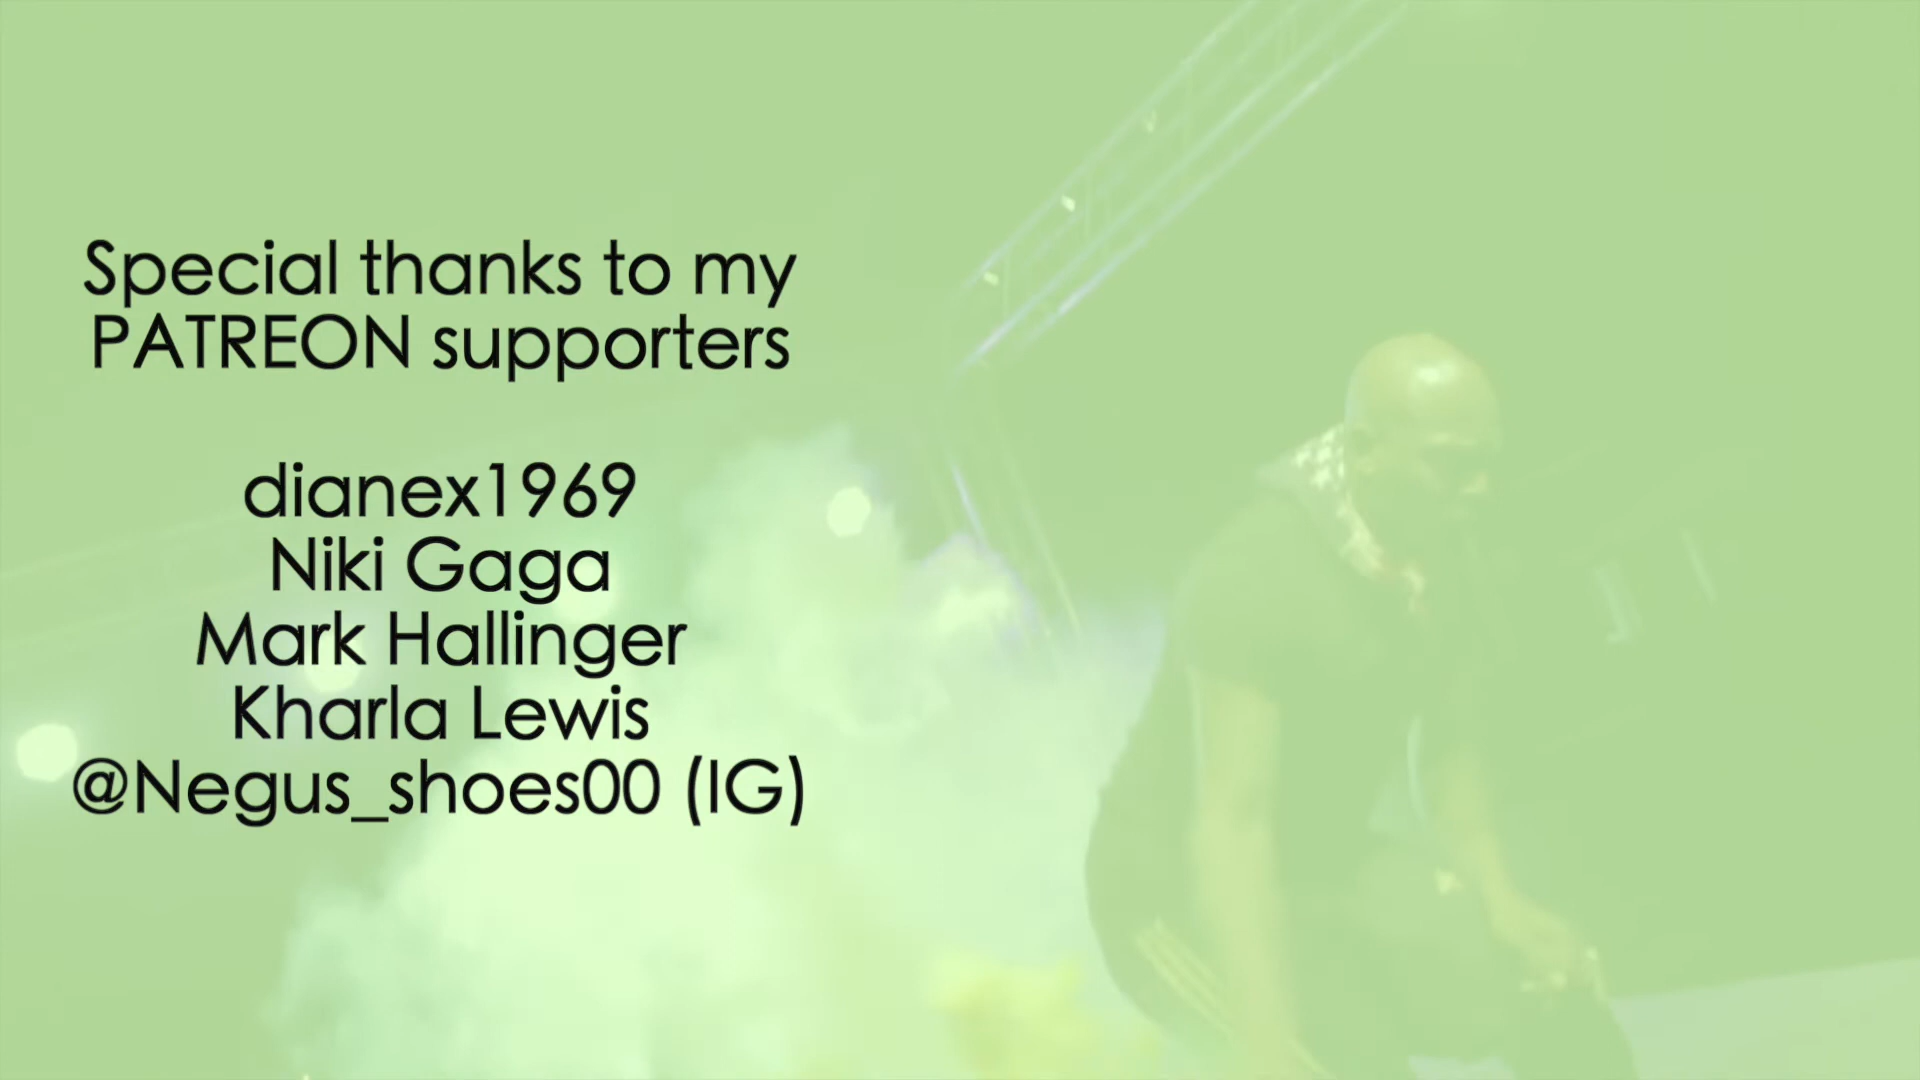 Special thanks to my
PATREON supporters
dianex1969
Niki Gaga
Mark Hallinger
Kharla Lewis
@Negus_shoes00 (IG)